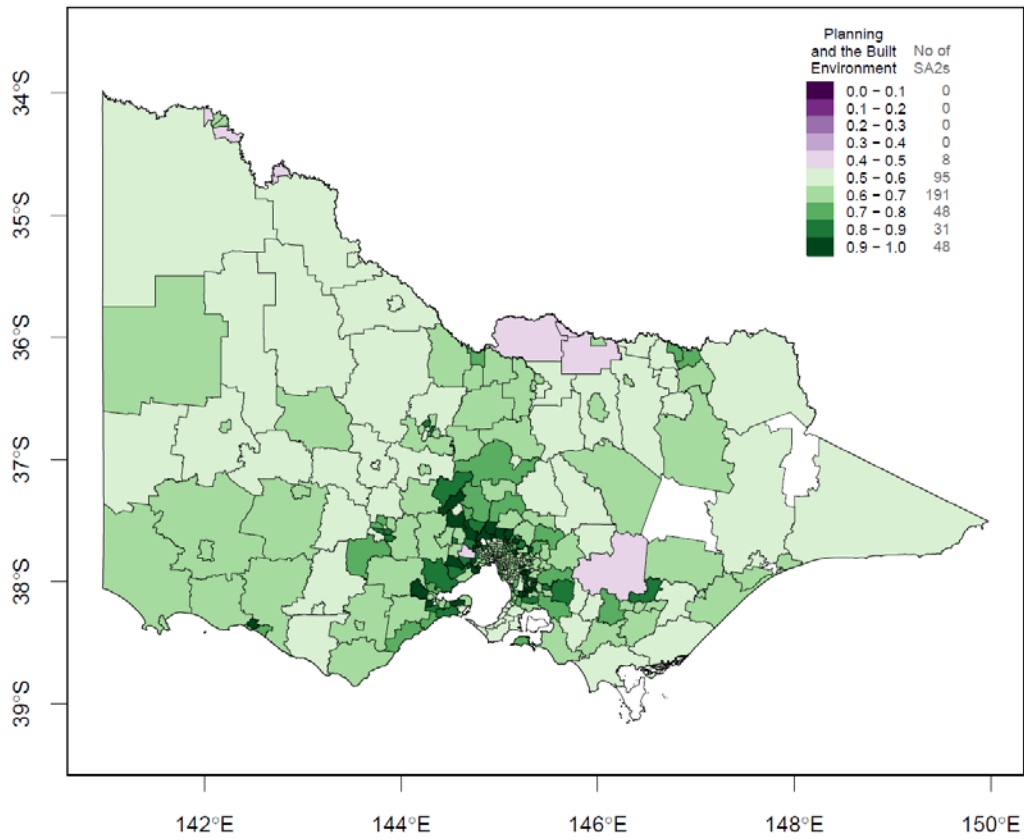 Planning
and the Built No of
Environment SA2s
0.0 – 0.1 0
0.1 – 0.2 0
0.2 – 0.3 0
0.3 – 0.4 0
0.4 – 0.5 8
0.5 – 0.6 95
0.6 – 0.7 191
0.7 – 0.8 48
0.8 – 0.9 31
0.9 – 1.0 48
34°S
35°S
36°S
37°S
38°S
39°S
142°E 144°E 146°E 148°E 150°E